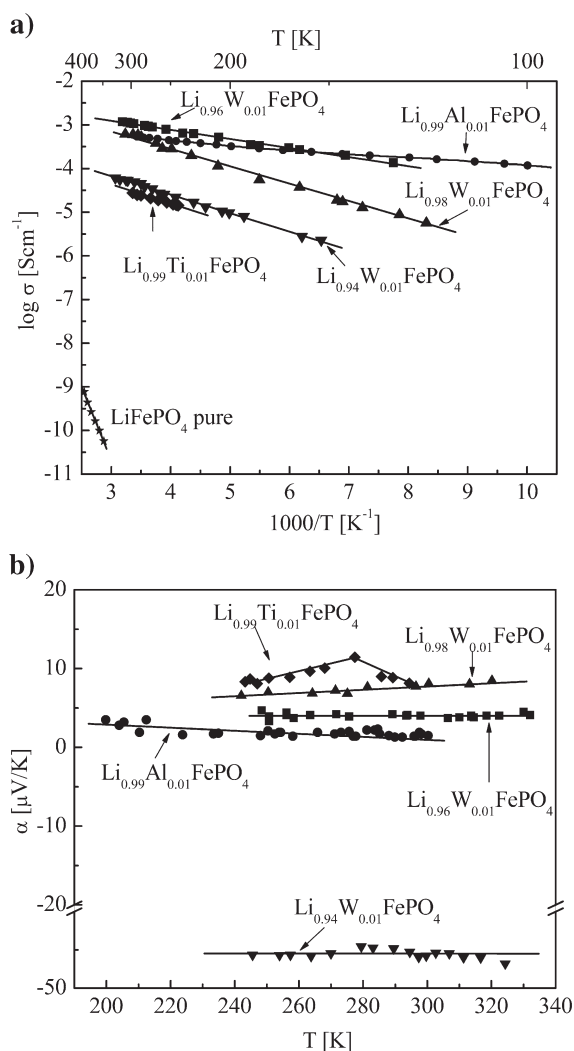 a)
T [K]
400 300 200 100
-2
-3
-4
-5
-6
-7
-8
-9
-10
-11
log σ [Scm⁻¹]
Li₀.₉₆W₀.₀₁FePO₄
Li₀.₉₉Al₀.₀₁FePO₄
Li₀.₉₈W₀.₀₁FePO₄
Li₀.₉₉Ti₀.₀₁FePO₄
Li₀.₉₄W₀.₀₁FePO₄
LiFePO₄ pure
3 4 5 6 7 8 9 10
1000/T [K⁻¹]
b)
20
10
0
-10
-20
-50
α [µV/K]
Li₀.₉₉Ti₀.₀₁FePO₄
Li₀.₉₈W₀.₀₁FePO₄
Li₀.₉₉Al₀.₀₁FePO₄
Li₀.₉₆W₀.₀₁FePO₄
Li₀.₉₄W₀.₀₁FePO₄
200 220 240 260 280 300 320 340
T [K]